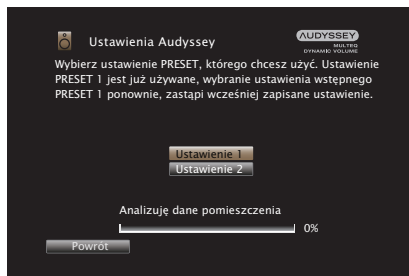 Ustawienia Audyssey
AUDYSSEY
MULTEQ
DYNAMIC VOLUME
Wybierz ustawienie PRESET, którego chcesz użyć. Ustawienie
PRESET 1 jest już używane, wybranie ustawienia wstępnego
PRESET 1 ponownie, zastąpi wcześniej zapisane ustawienie.
Ustawienie 1
Ustawienie 2
Analizuję dane pomieszczenia
0%
Powrót